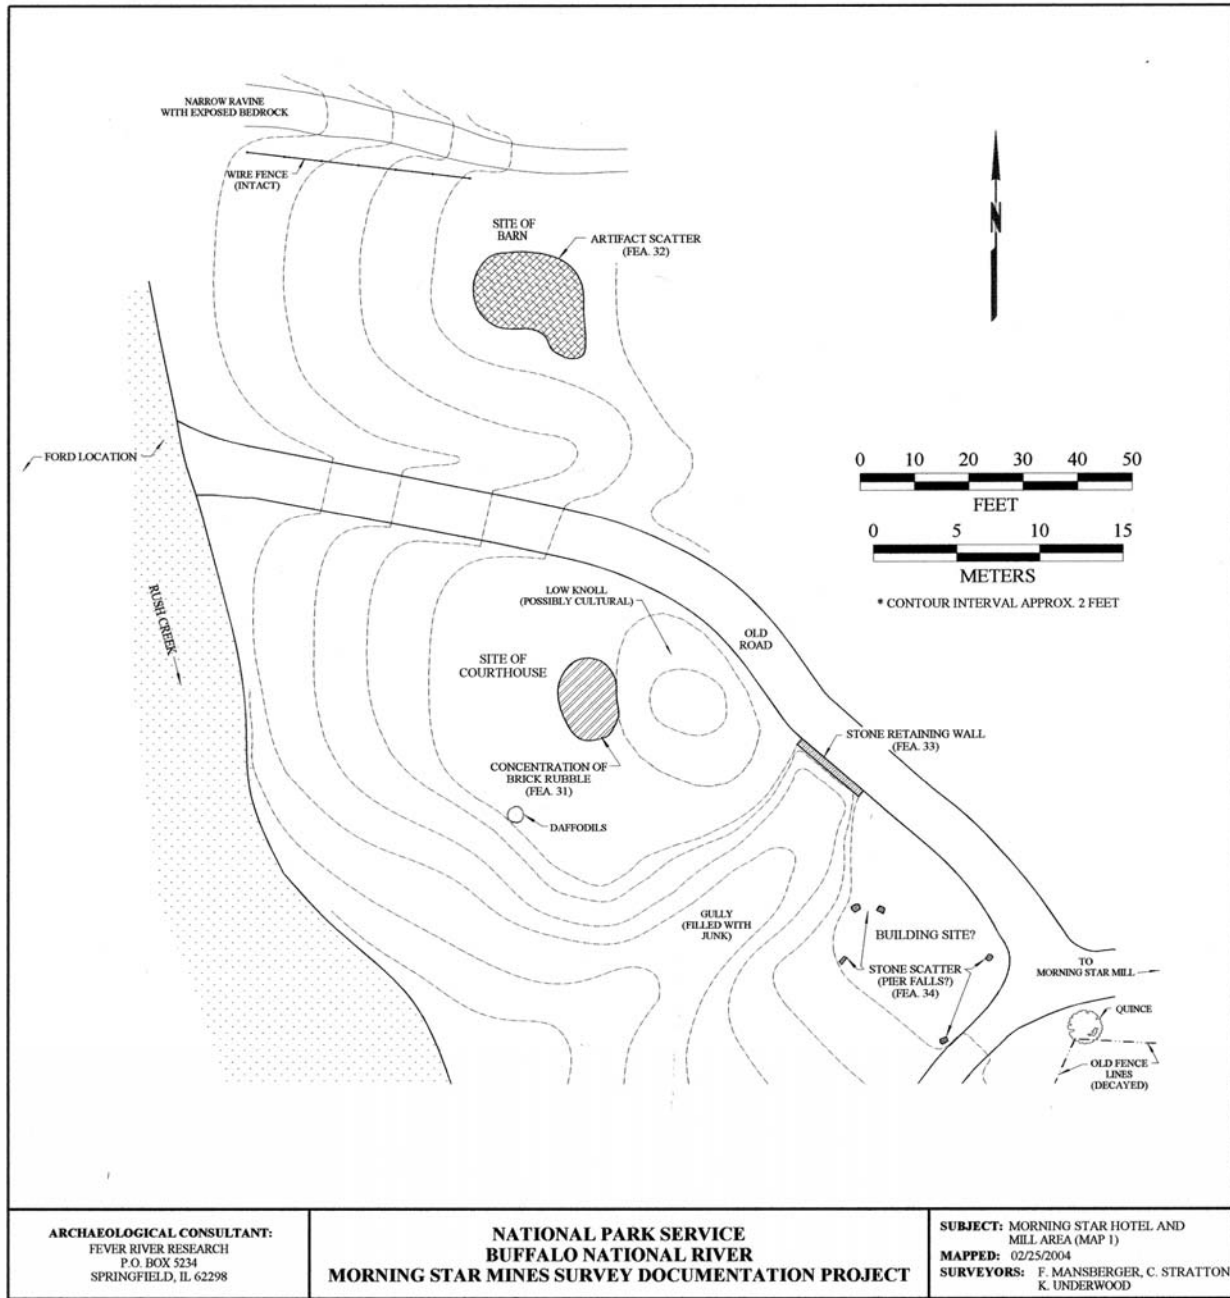 NARROW RAVINE
WITH EXPOSED BEDROCK
WIRE FENCE
(INTACT)
SITE OF
BARN
ARTIFACT SCATTER
(FEA. 32)
N
FORD LOCATION
0 10 20 30 40 50
FEET
0 5 10 15
METERS
* CONTOUR INTERVAL APPROX. 2 FEET
RUSH CREEK
LOW KNOLL
(POSSIBLY CULTURAL)
OLD
ROAD
SITE OF
COURTHOUSE
STONE RETAINING WALL
(FEA. 33)
CONCENTRATION OF
BRICK RUBBLE
(FEA. 31)
DAFFODILS
GULLY
(FILLED WITH
JUNK)
BUILDING SITE?
STONE SCATTER
(PIER FALLS?)
(FEA. 34)
TO
MORNING STAR MILL
QUINCE
OLD FENCE
LINES
(DECAYED)
ARCHAEOLOGICAL CONSULTANT:
FEVER RIVER RESEARCH
P.O. BOX 5234
SPRINGFIELD, IL 62298
NATIONAL PARK SERVICE
BUFFALO NATIONAL RIVER
MORNING STAR MINES SURVEY DOCUMENTATION PROJECT
SUBJECT: MORNING STAR HOTEL AND
MILL AREA (MAP 1)
MAPPED: 02/25/2004
SURVEYORS: F. MANSBERGER, C. STRATTON
K. UNDERWOOD